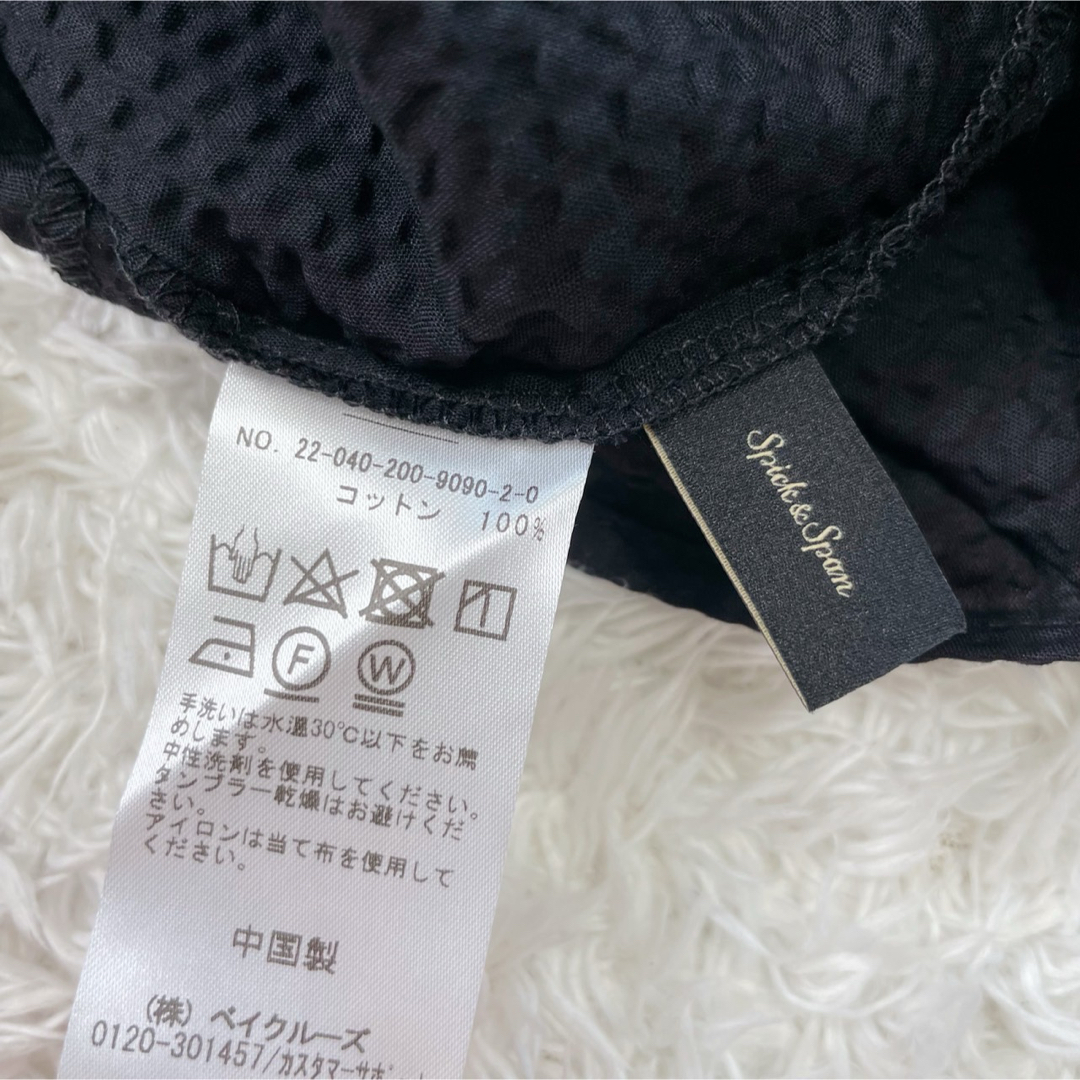 NO. 22-040-200-9090-2-0
コットン 100%
F
W
手洗いは水温30℃以下をお薦
めします。
中性洗剤を使用してください。
タンブラー乾燥はお避けくだ
さい。
アイロンは当て布を使用して
ください。
中国製
(株) ベイクルーズ
0120-301457/カスタマーサポ
Spick & Span